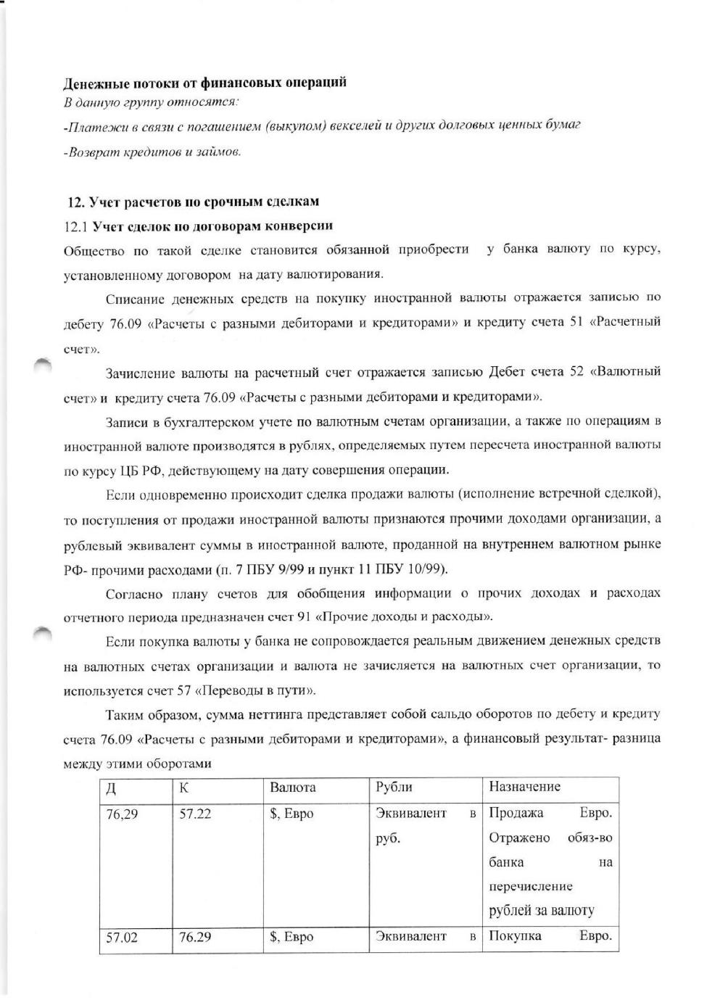 Денежные потоки от финансовых операций
В данную группу относятся:
-Платежи в связи с погашением (выкупом) векселей и других долговых ценных бумаг
-Возврат кредитов и займов.
12. Учет расчетов по срочным сделкам
12.1 Учет сделок по договорам конверсии
Общество по такой сделке становится обязанной приобрести у банка валюту по курсу,
установленному договором на дату валютирования.
Списание денежных средств на покупку иностранной валюты отражается записью по
дебету 76.09 «Расчеты с разными дебиторами и кредиторами» и кредиту счета 51 «Расчетный
счет».
Зачисление валюты на расчетный счет отражается записью Дебет счета 52 «Валютный
счет» и кредиту счета 76.09 «Расчеты с разными дебиторами и кредиторами».
Записи в бухгалтерском учете по валютным счетам организации, а также по операциям в
иностранной валюте производятся в рублях, определяемых путем пересчета иностранной валюты
по курсу ЦБ РФ, действующему на дату совершения операции.
Если одновременно происходит сделка продажи валюты (исполнение встречной сделкой),
то поступления от продажи иностранной валюты признаются прочими доходами организации, а
рублевый эквивалент суммы в иностранной валюте, проданной на внутреннем валютном рынке
РФ- прочими расходами (п. 7 ПБУ 9/99 и пункт 11 ПБУ 10/99).
Согласно плану счетов для обобщения информации о прочих доходах и расходах
отчетного периода предназначен счет 91 «Прочие доходы и расходы».
Если покупка валюты у банка не сопровождается реальным движением денежных средств
на валютных счетах организации и валюта не зачисляется на валютных счет организации, то
используется счет 57 «Переводы в пути».
Таким образом, сумма неттинга представляет собой сальдо оборотов по дебету и кредиту
счета 76.09 «Расчеты с разными дебиторами и кредиторами», а финансовый результат- разница
между этими оборотами
Д К Валюта Рубли Назначение
76,29 57.22 $, Евро Эквивалент в Продажа Евро.
руб. Отражено обяз-во
банка на
перечисление
рублей за валюту
57.02 76.29 $, Евро Эквивалент в Покупка Евро.